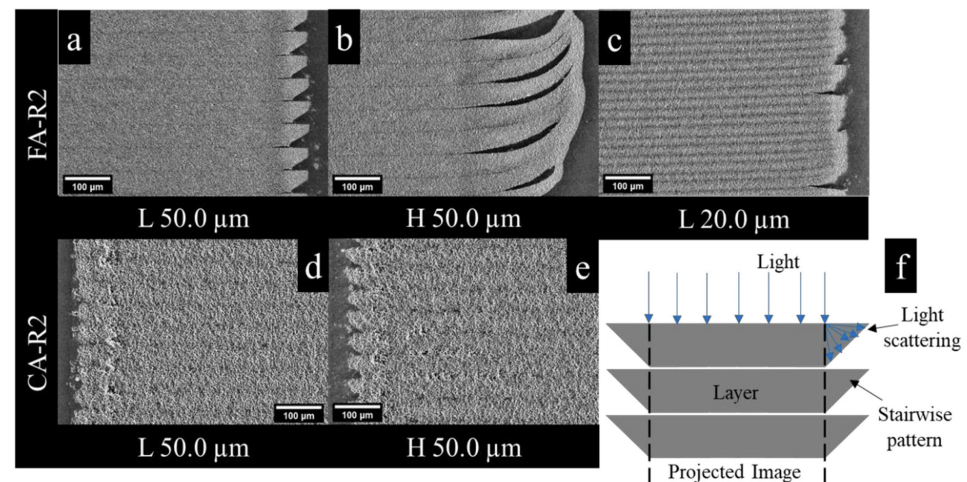 a
b
c
FA-R2
100 µm
100 µm
100 µm
L 50.0 µm
H 50.0 µm
L 20.0 µm
d
e
f
CA-R2
100 µm
100 µm
L 50.0 µm
H 50.0 µm
Light
Light
scattering
Layer
Stairwise
pattern
Projected Image